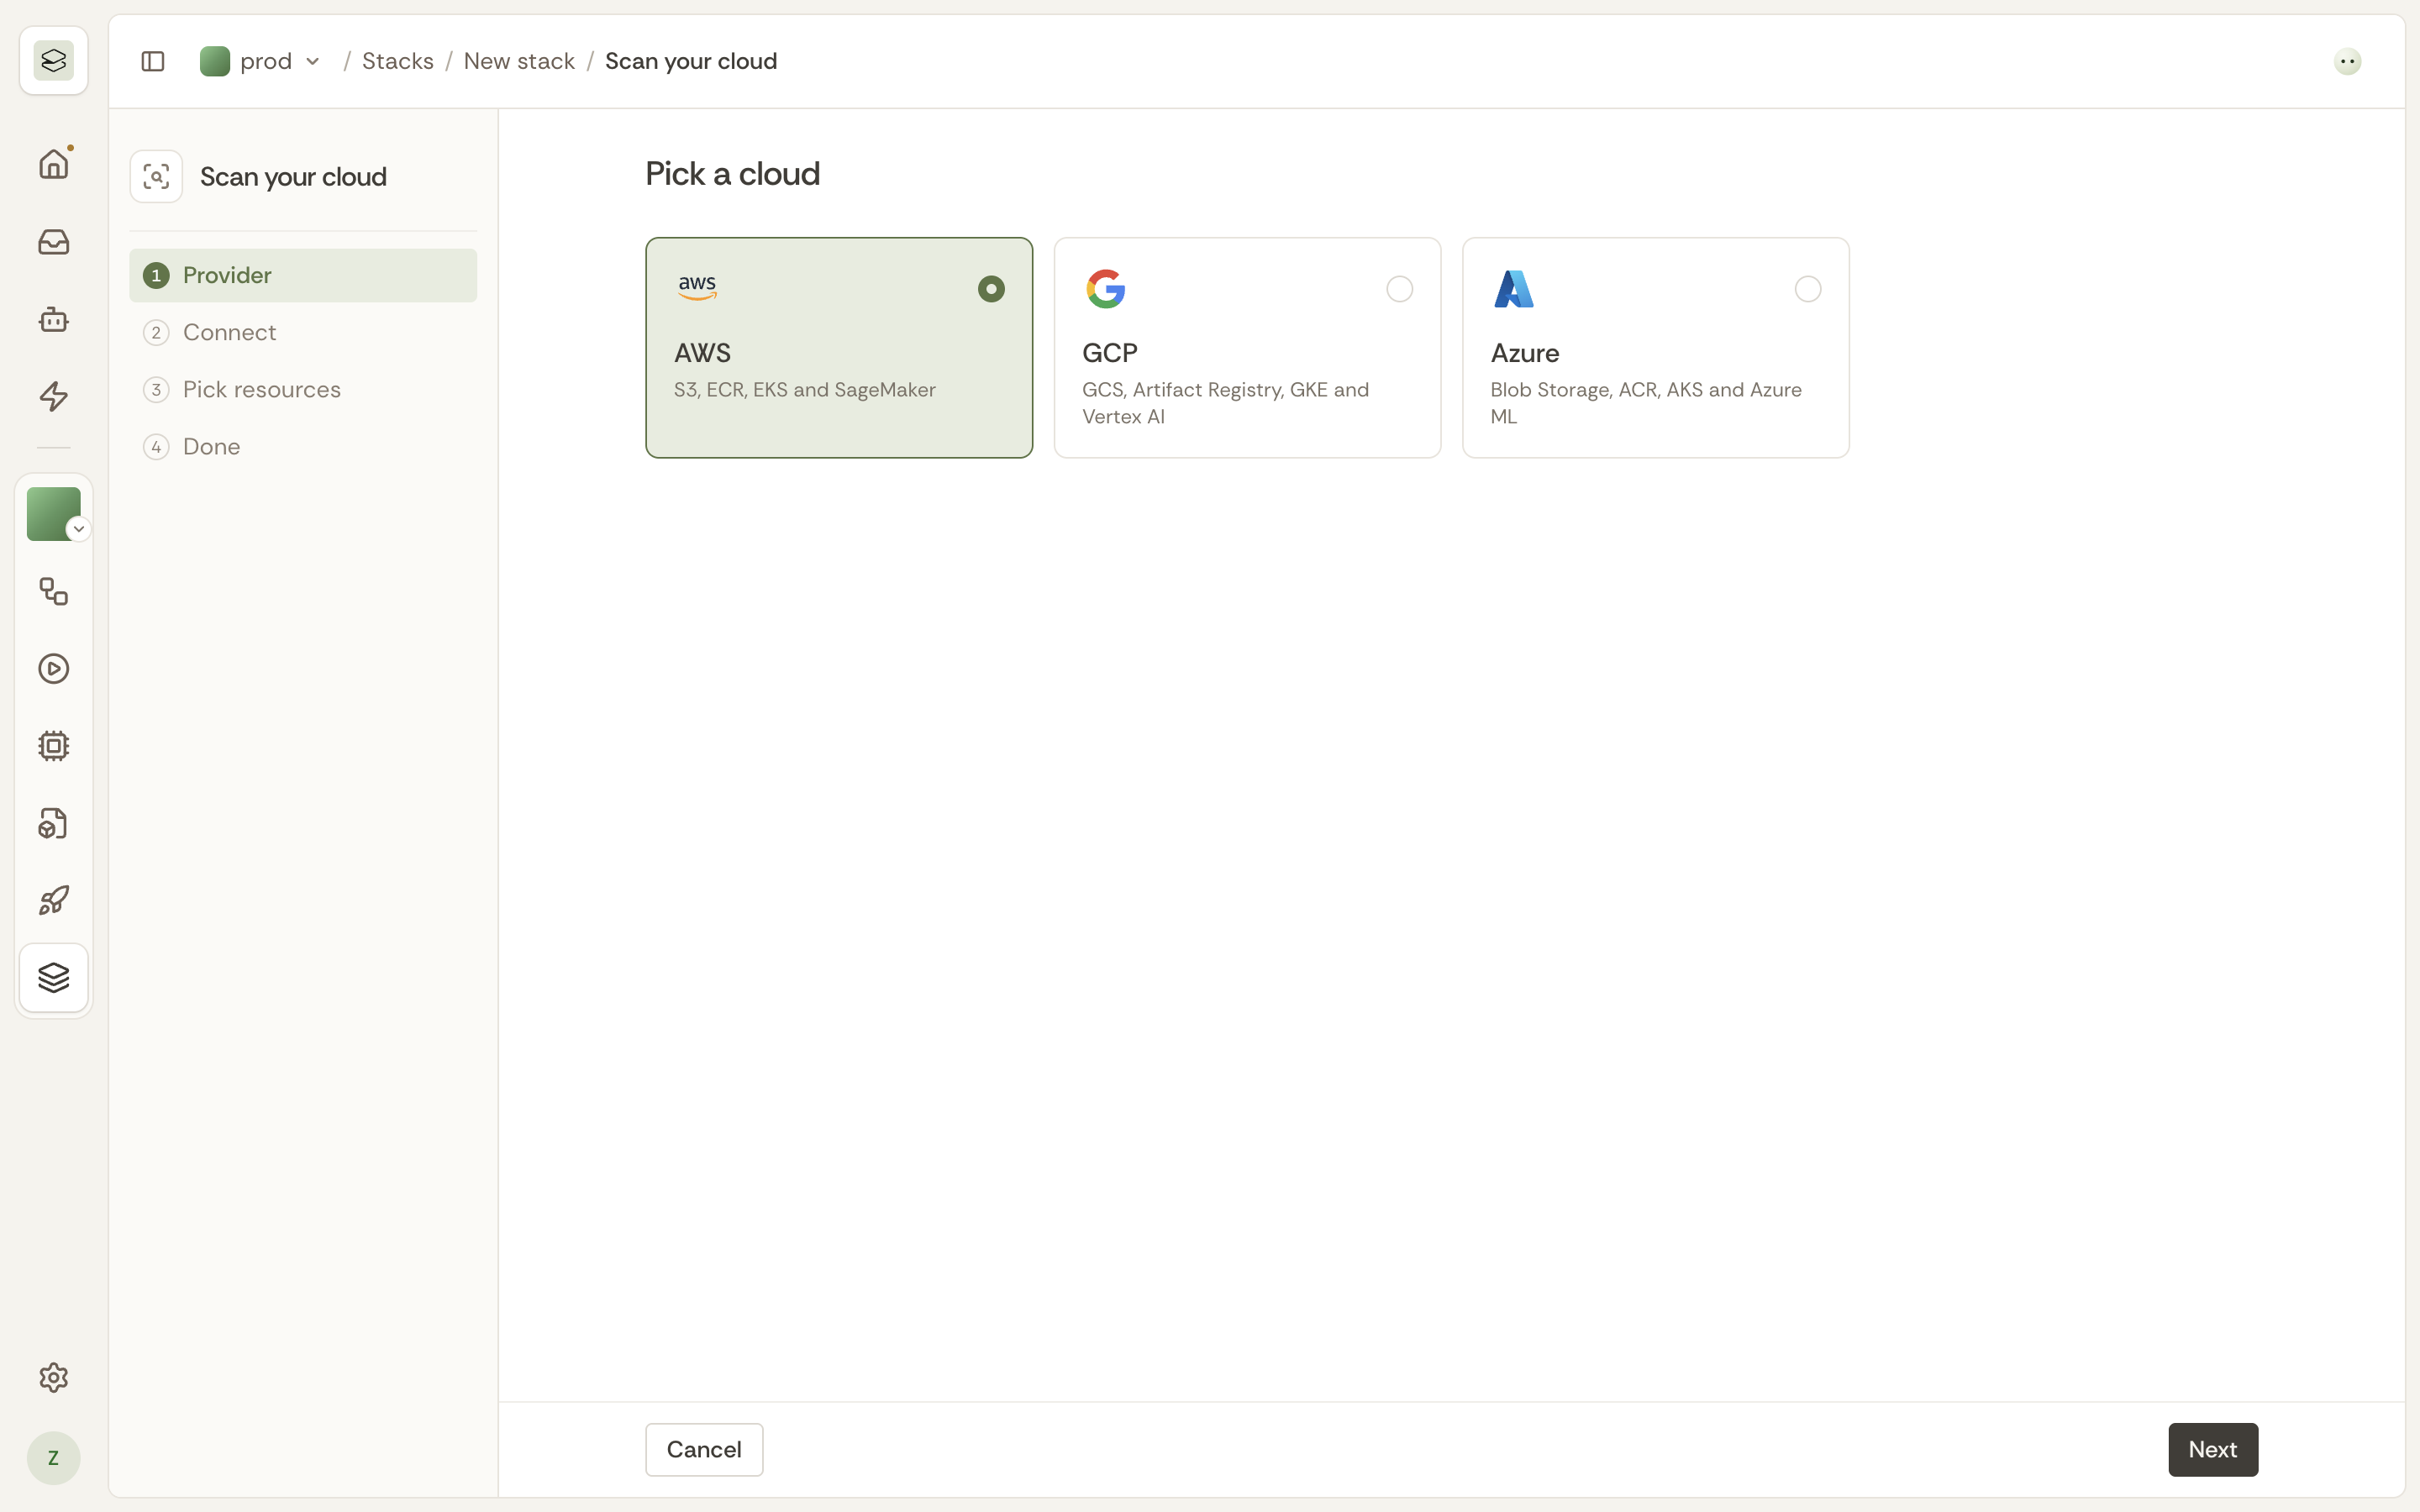 prod / Stacks / New stack / Scan your cloud
Scan your cloud
1 Provider
2 Connect
3 Pick resources
4 Done
Pick a cloud
aws
AWS
S3, ECR, EKS and SageMaker
GCP
GCS, Artifact Registry, GKE and
Vertex AI
Azure
Blob Storage, ACR, AKS and Azure
ML
Z
Cancel
Next